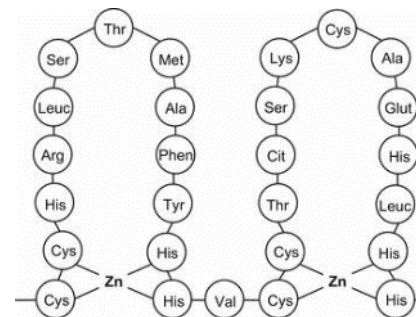 Thr Cys
Ser Met Lys Ala
Leuc Ala Ser Glut
Arg Phen Cit His
His Tyr Thr Leuc
Cys His Cys His
Zn Zn
Cys His Val Cys His